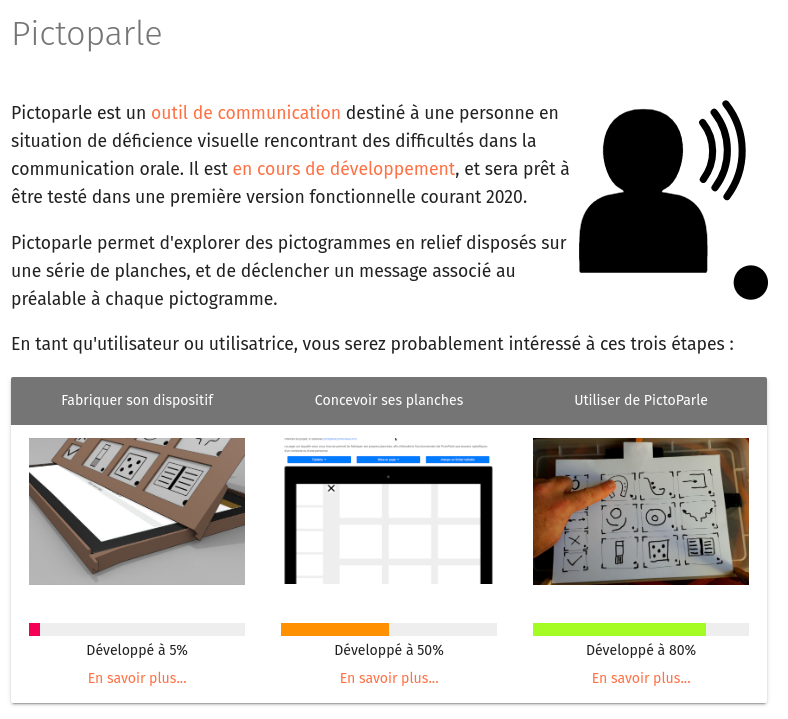 Pictoparle
Pictoparle est un outil de communication destiné à une personne en
situation de déficience visuelle rencontrant des difficultés dans la
communication orale. Il est en cours de développement, et sera prêt à
être testé dans une première version fonctionnelle courant 2020.
Pictoparle permet d'explorer des pictogrammes en relief disposés sur
une série de planches, et de déclencher un message associé au
préalable à chaque pictogramme.
En tant qu'utilisateur ou utilisatrice, vous serez probablement intéressé à ces trois étapes :
Fabriquer son dispositif
Concevoir ses planches
Utiliser de PictoParle
Développé à 5%
Développé à 50%
Développé à 80%
En savoir plus...
En savoir plus...
En savoir plus...